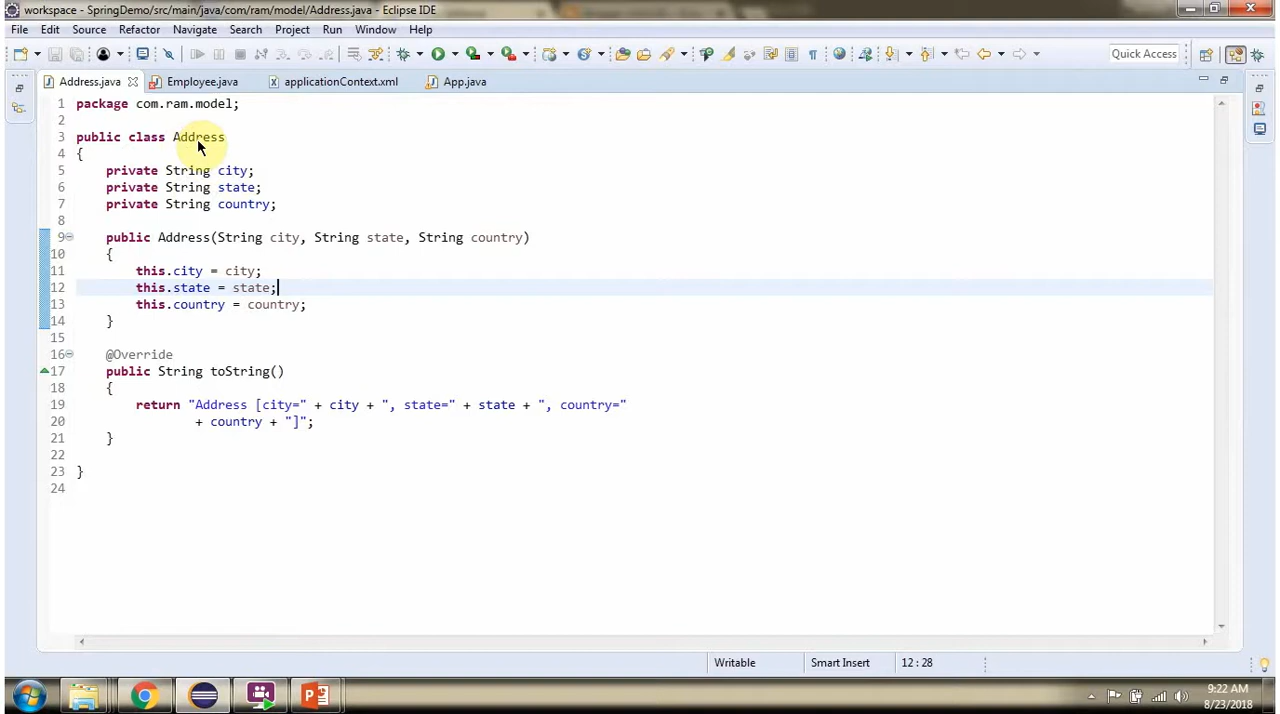 workspace - SpringDemo/src/main/java/com/ram/model/Address.java - Eclipse IDE
File Edit Source Refactor Navigate Search Project Run Window Help
Quick Access
Address.java Employee.java applicationContext.xml App.java
1 package com.ram.model;
2
3 public class Address
4 {
5 private String city;
6 private String state;
7 private String country;
8
9 public Address(String city, String state, String country)
10 {
11 this.city = city;
12 this.state = state;
13 this.country = country;
14 }
15
16 @Override
17 public String toString()
18 {
19 return "Address [city=" + city + ", state=" + state + ", country="
20 + country + "]";
21 }
22
23 }
24
Writable Smart Insert 12 : 28
9:22 AM
8/23/2018